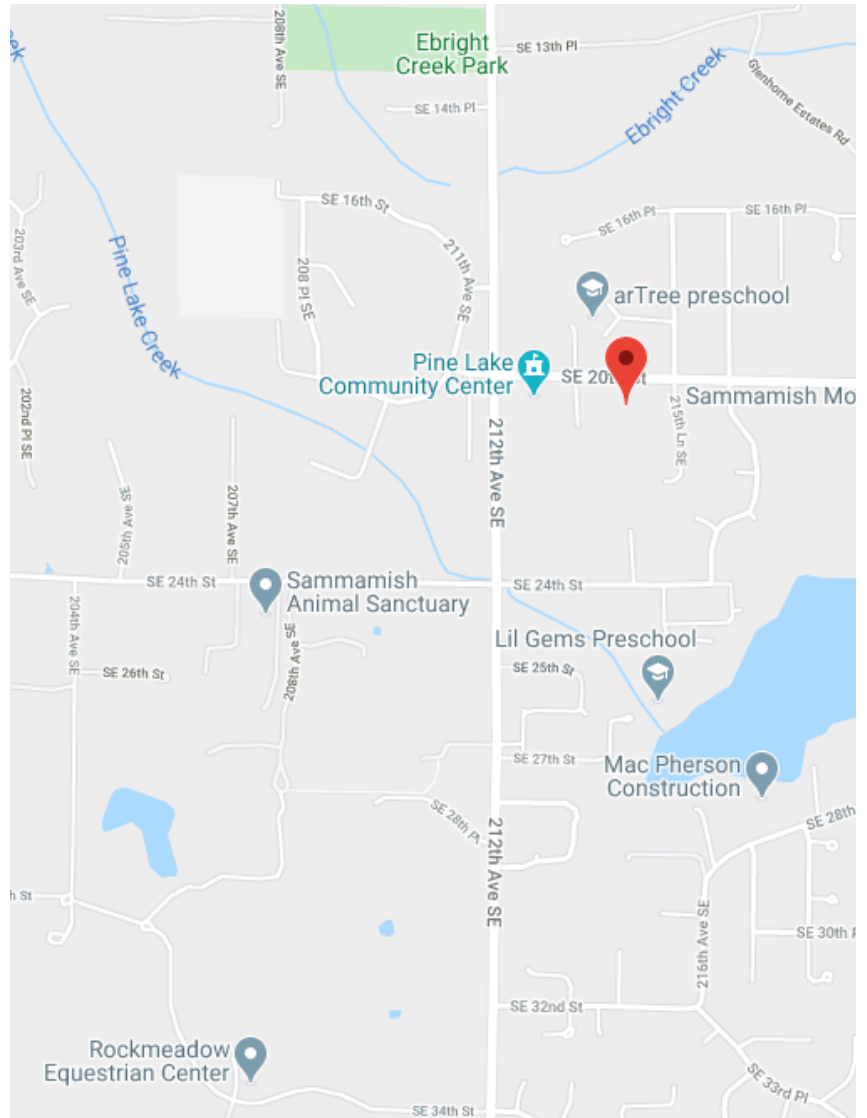 208th Ave SE
Ebright
Creek Park
SE 13th Pl
Creek
SE 14th Pl
Ebright Creek
Glenhome Estates Rd
SE 16th St
SE 16th Pl
SE 16th Pl
203rd Ave SE
Pine Lake Creek
208 Pl SE
211th Ave SE
arTree preschool
Pine Lake
Community Center
SE 20th St
Sammamish Mo
202nd Pl SE
215th Ln SE
212th Ave SE
205th Ave SE
207th Ave SE
SE 24th St
SE 24th St
Sammamish
Animal Sanctuary
204th Ave SE
208th Ave SE
Lil Gems Preschool
SE 26th St
SE 25th St
SE 27th St
Mac Pherson
Construction
SE 28th Pl
212th Ave SE
SE 28th
h St
216th Ave SE
SE 30th P
SE 32nd St
Rockmeadow
Equestrian Center
SE 33rd Pl
SE 34th St